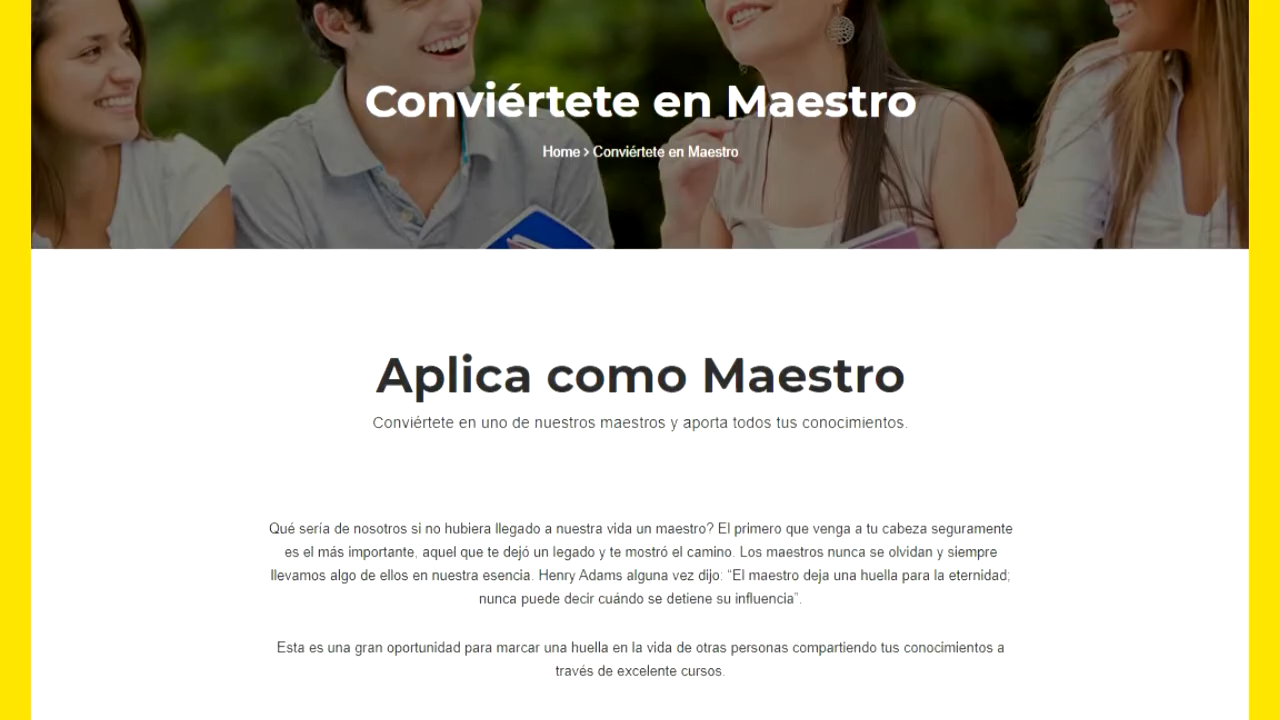 Conviértete en Maestro
Home > Conviértete en Maestro
Aplica como Maestro
Conviértete en uno de nuestros maestros y aporta todos tus conocimientos.
Qué sería de nosotros si no hubiera llegado a nuestra vida un maestro? El primero que venga a tu cabeza seguramente
es el más importante, aquel que te dejó un legado y te mostró el camino. Los maestros nunca se olvidan y siempre
llevamos algo de ellos en nuestra esencia. Henry Adams alguna vez dijo: “El maestro deja una huella para la eternidad;
nunca puede decir cuándo se detiene su influencia”.
Esta es una gran oportunidad para marcar una huella en la vida de otras personas compartiendo tus conocimientos a
través de excelente cursos.